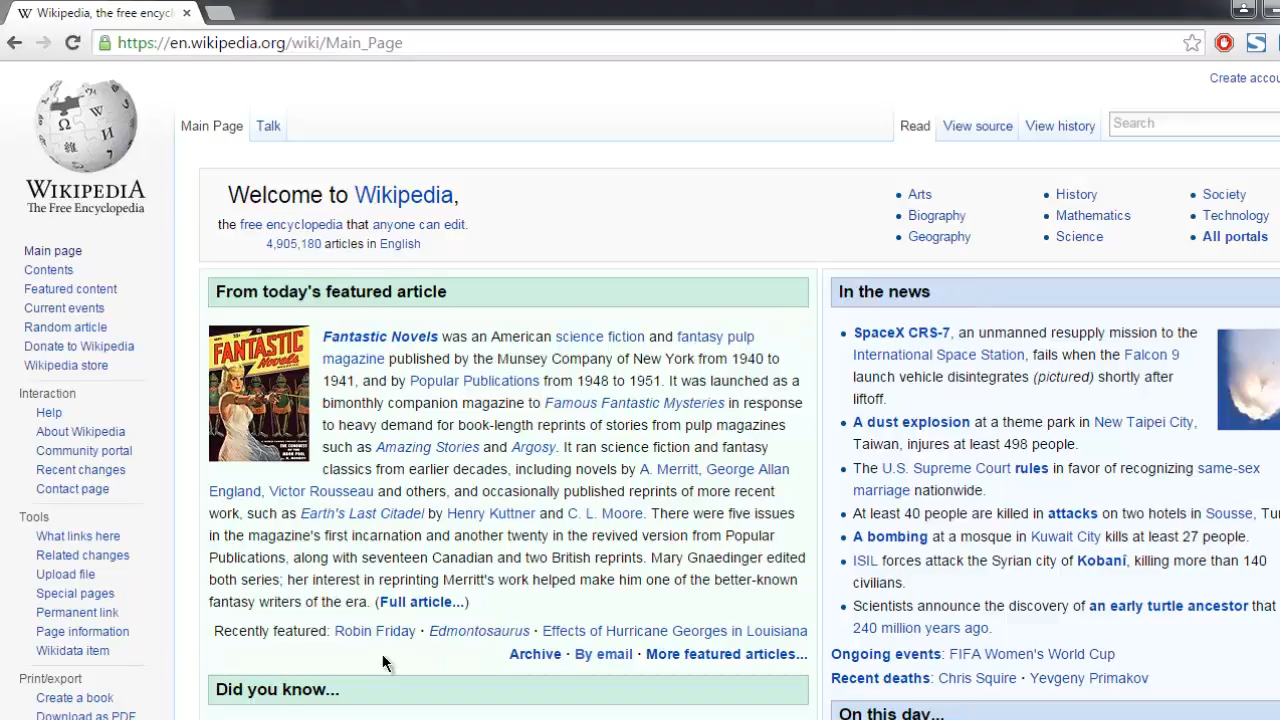 Wikipedia, the free encycl
https://en.wikipedia.org/wiki/Main_Page
Create accou
Main Page
Talk
Read
View source
View history
Search
WIKIPEDIA
The Free Encyclopedia
Main page
Contents
Featured content
Current events
Random article
Donate to Wikipedia
Wikipedia store
Interaction
Help
About Wikipedia
Community portal
Recent changes
Contact page
Tools
What links here
Related changes
Upload file
Special pages
Permanent link
Page information
Wikidata item
Print/export
Create a book
Download as PDF
Welcome to Wikipedia,
the free encyclopedia that anyone can edit.
4,905,180 articles in English
Arts
Biography
Geography
History
Mathematics
Science
Society
Technology
All portals
From today's featured article
FANTASTIC
Novels
Fantastic Novels was an American science fiction and fantasy pulp
magazine published by the Munsey Company of New York from 1940 to
1941, and by Popular Publications from 1948 to 1951. It was launched as a
bimonthly companion magazine to Famous Fantastic Mysteries in response
to heavy demand for book-length reprints of stories from pulp magazines
such as Amazing Stories and Argosy. It ran science fiction and fantasy
classics from earlier decades, including novels by A. Merritt, George Allan
England, Victor Rousseau and others, and occasionally published reprints of more recent
work, such as Earth's Last Citadel by Henry Kuttner and C. L. Moore. There were five issues
in the magazine's first incarnation and another twenty in the revived version from Popular
Publications, along with seventeen Canadian and two British reprints. Mary Gnaedinger edited
both series; her interest in reprinting Merritt's work helped make him one of the better-known
fantasy writers of the era. (Full article...)
Recently featured: Robin Friday · Edmontosaurus · Effects of Hurricane Georges in Louisiana
Archive · By email · More featured articles...
Did you know...
In the news
SpaceX CRS-7, an unmanned resupply mission to the
International Space Station, fails when the Falcon 9
launch vehicle disintegrates (pictured) shortly after
liftoff.
A dust explosion at a theme park in New Taipei City,
Taiwan, injures at least 498 people.
The U.S. Supreme Court rules in favor of recognizing same-sex
marriage nationwide.
At least 40 people are killed in attacks on two hotels in Sousse, Tu
A bombing at a mosque in Kuwait City kills at least 27 people.
ISIL forces attack the Syrian city of Kobanî, killing more than 140
civilians.
Scientists announce the discovery of an early turtle ancestor that
240 million years ago.
Ongoing events: FIFA Women's World Cup
Recent deaths: Chris Squire · Yevgeny Primakov
On this day...